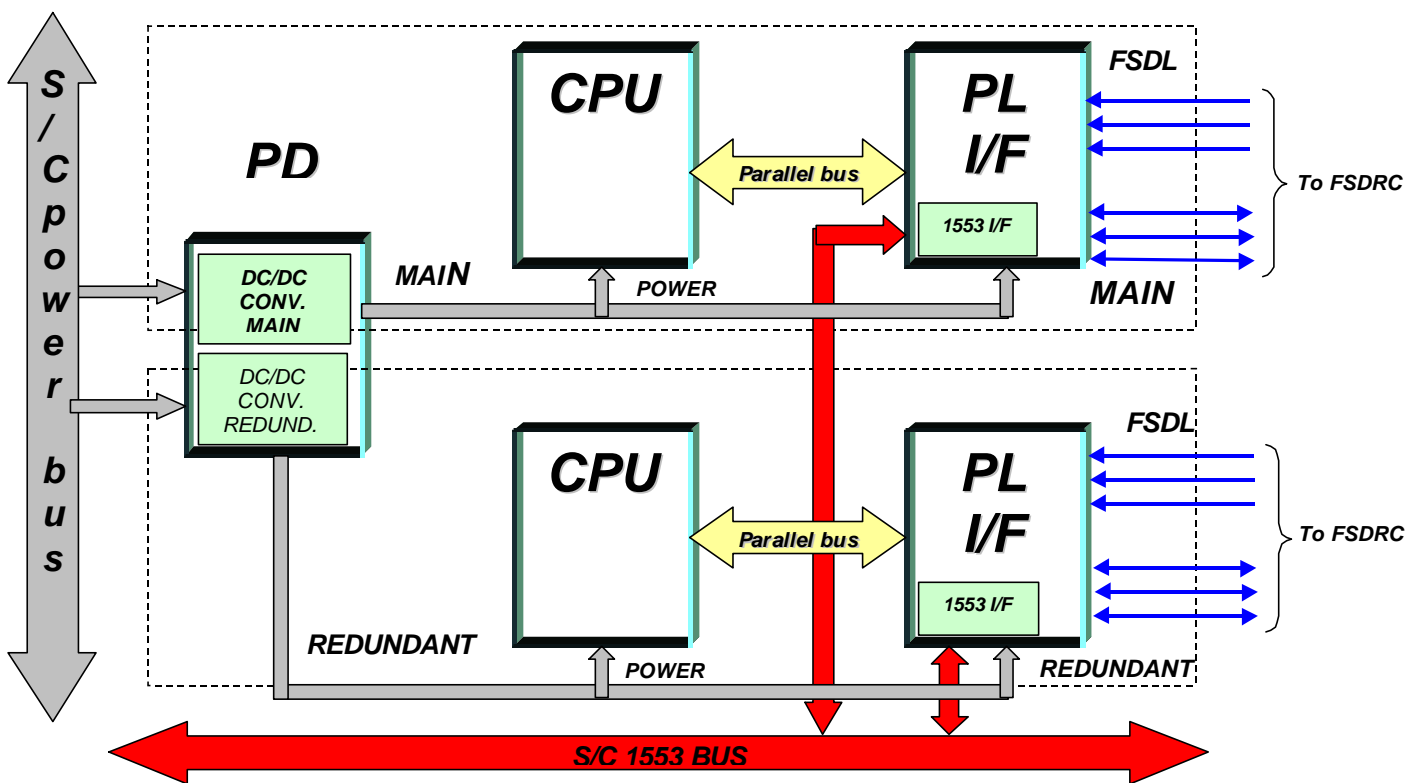 S/Cpower bus
PD
DC/DC
CONV.
MAIN
DC/DC
CONV.
REDUND.
MAIN
CPU
Parallel bus
POWER
PL
I/F
1553 I/F
FSDL
To FSDRC
MAIN
REDUNDANT
CPU
Parallel bus
POWER
PL
I/F
1553 I/F
FSDL
To FSDRC
REDUNDANT
S/C 1553 BUS